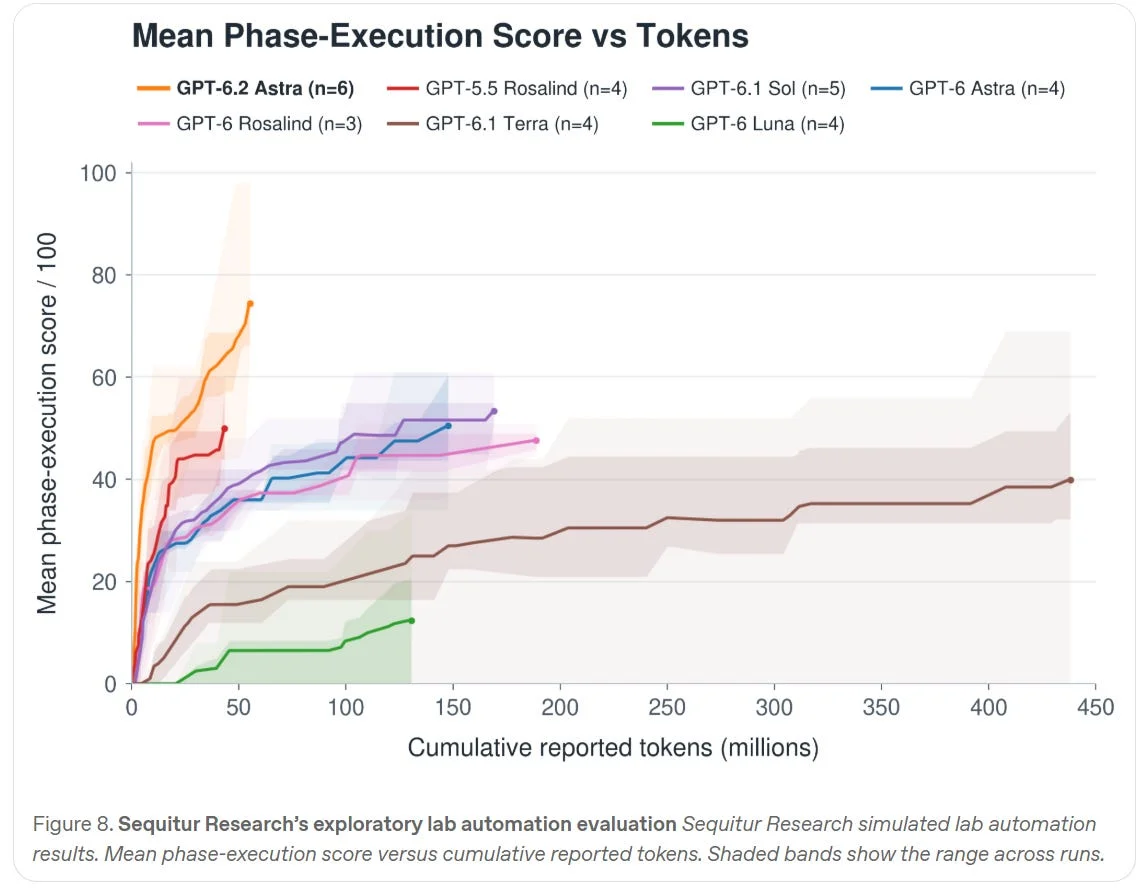 Mean Phase-Execution Score vs Tokens
GPT-6.2 Astra (n=6)
GPT-5.5 Rosalind (n=4)
GPT-6.1 Sol (n=5)
GPT-6 Astra (n=4)
GPT-6 Rosalind (n=3)
GPT-6.1 Terra (n=4)
GPT-6 Luna (n=4)
Mean phase-execution score / 100
100
80
60
40
20
0
0 50 100 150 200 250 300 350 400 450
Cumulative reported tokens (millions)
Figure 8. Sequitur Research’s exploratory lab automation evaluation Sequitur Research simulated lab automation
results. Mean phase-execution score versus cumulative reported tokens. Shaded bands show the range across runs.